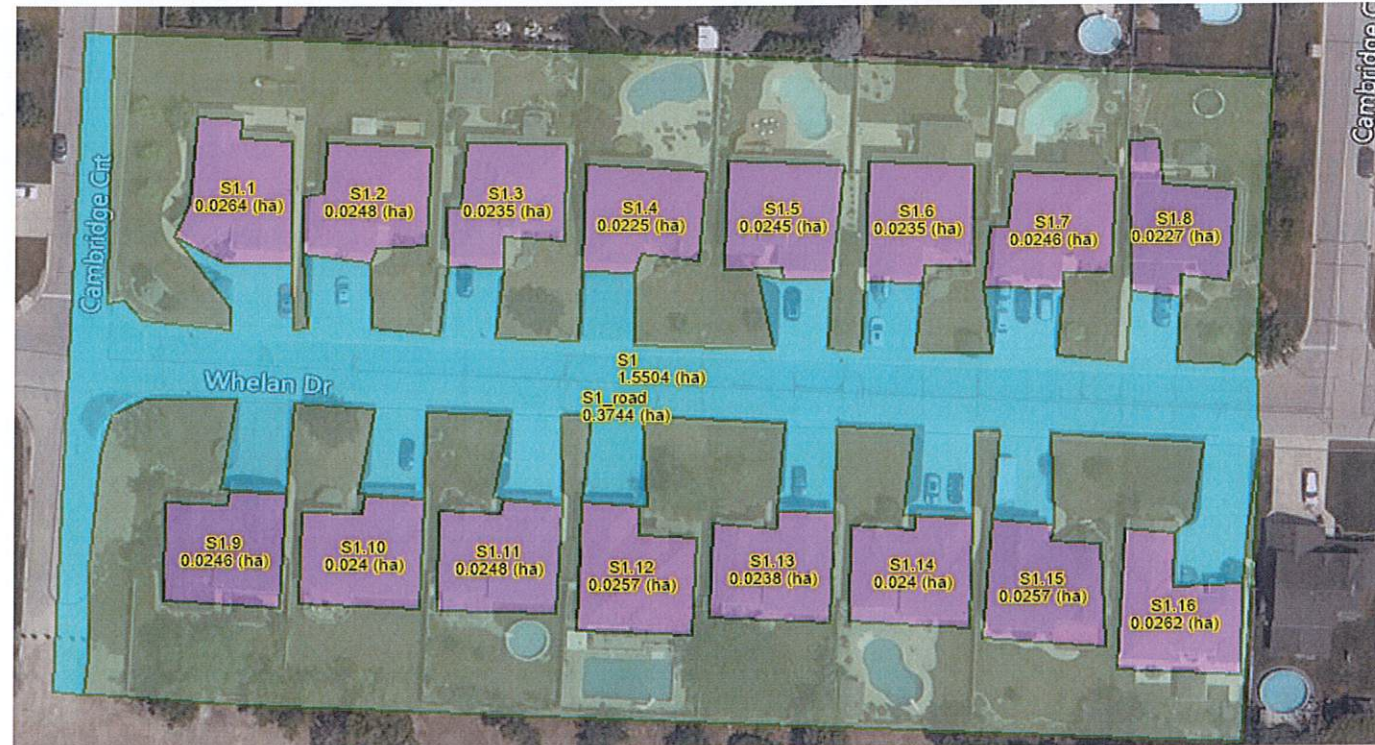 Cambridge Crt
Cambridge Cr
S1.1
0.0264 (ha)
S1.2
0.0248 (ha)
S1.3
0.0235 (ha)
S1.4
0.0225 (ha)
S1.5
0.0245 (ha)
S1.6
0.0235 (ha)
S1.7
0.0246 (ha)
S1.8
0.0227 (ha)
S1
1.5504 (ha)
Whelan Dr
S1_road
0.3744 (ha)
S1.9
0.0246 (ha)
S1.10
0.024 (ha)
S1.11
0.0248 (ha)
S1.12
0.0257 (ha)
S1.13
0.0238 (ha)
S1.14
0.024 (ha)
S1.15
0.0257 (ha)
S1.16
0.0262 (ha)